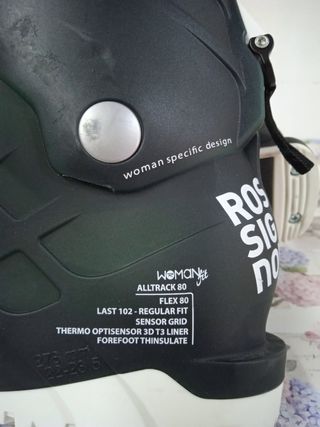 woman specific design
ROS
SIG
no
WOMAN
ALLTRACK 80
FLEX 80
LAST 102 - REGULAR FIT
SENSOR GRID
THERMO OPTISENSOR 3D T3 LINER
FOREFOOT THINSULATE